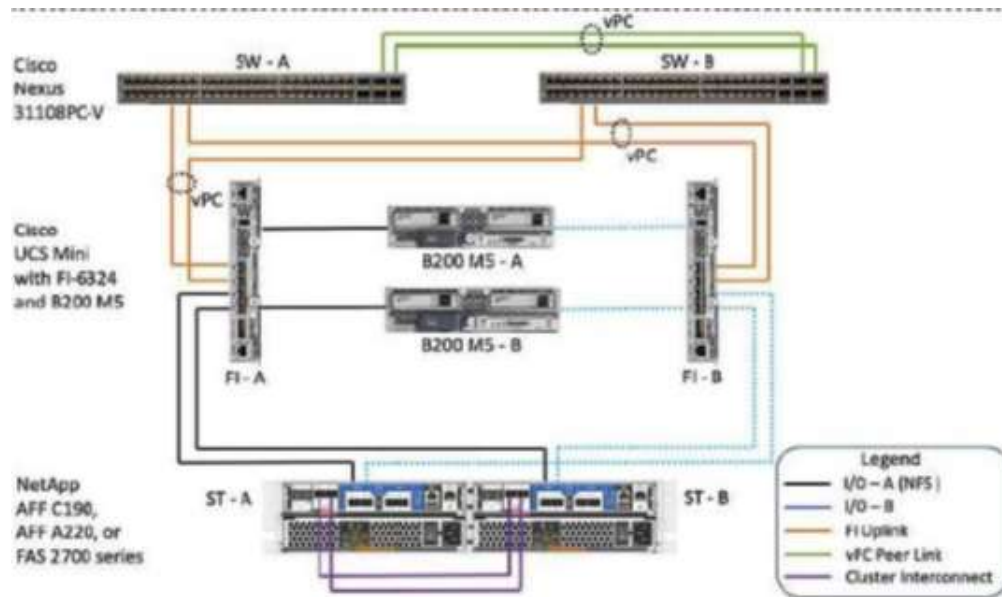 vPC
SW - A
SW - B
Cisco
Nexus
31108PC-V
vPC
vPC
Cisco
UCS Mini
with FI-6324
and B200 M5
B200 M5 - A
B200 M5 - B
FI - A
FI - B
NetApp
AFF C190,
AFF A220, or
FAS 2700 series
ST - A
ST - B
Legend
I/O – A (NFS)
I/O – B
FI Uplink
vPC Peer Link
Cluster Interconnect